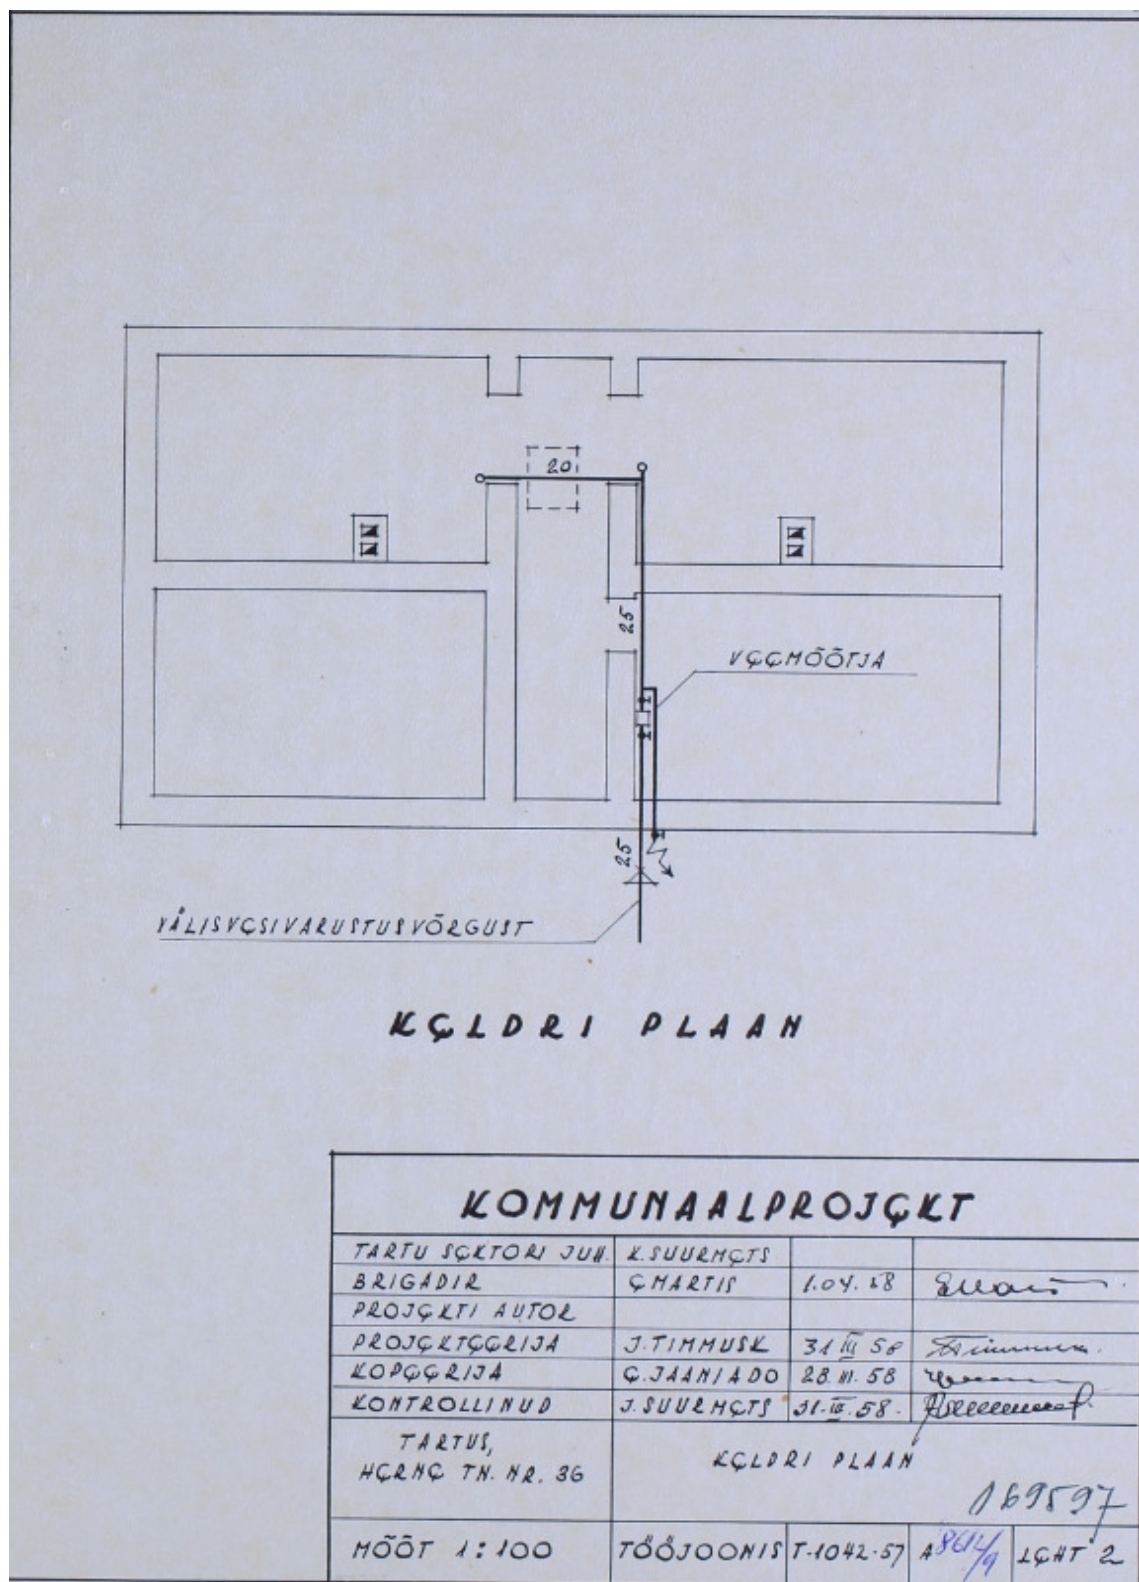 20
25
VEEMÕÕTJA
25
VÄLISVESIVARUSTUSVÕRGUST
KELDRI PLAAN
KOMMUNAALPROJEKT
TARTU SEKTORI JUH. K.SUURMETS
BRIGADIR E.MARTIS 1.04.58
PROJEKTI AUTOR
PROJEKTEERIJA J.TIMMUSK 31 III 58
KOPEERIJA E.JAANIADO 28.III.58
KONTROLLINUD J.SUURMETS 31.III.58.
TARTUS,
HERNE TN. NR. 36
KELDRI PLAAN
169597
MÕÕT 1:100 TÖÖJOONIS T-1042-57 A 8614/9 LEHT 2